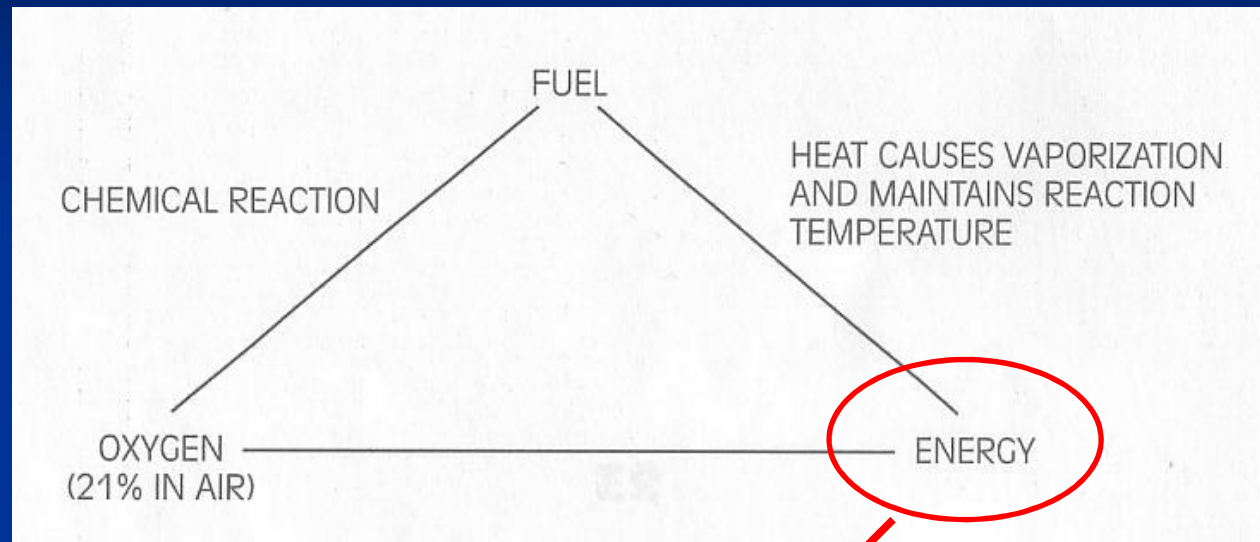 FUEL
HEAT CAUSES VAPORIZATION
AND MAINTAINS REACTION
TEMPERATURE
CHEMICAL REACTION
OXYGEN
(21% IN AIR)
ENERGY